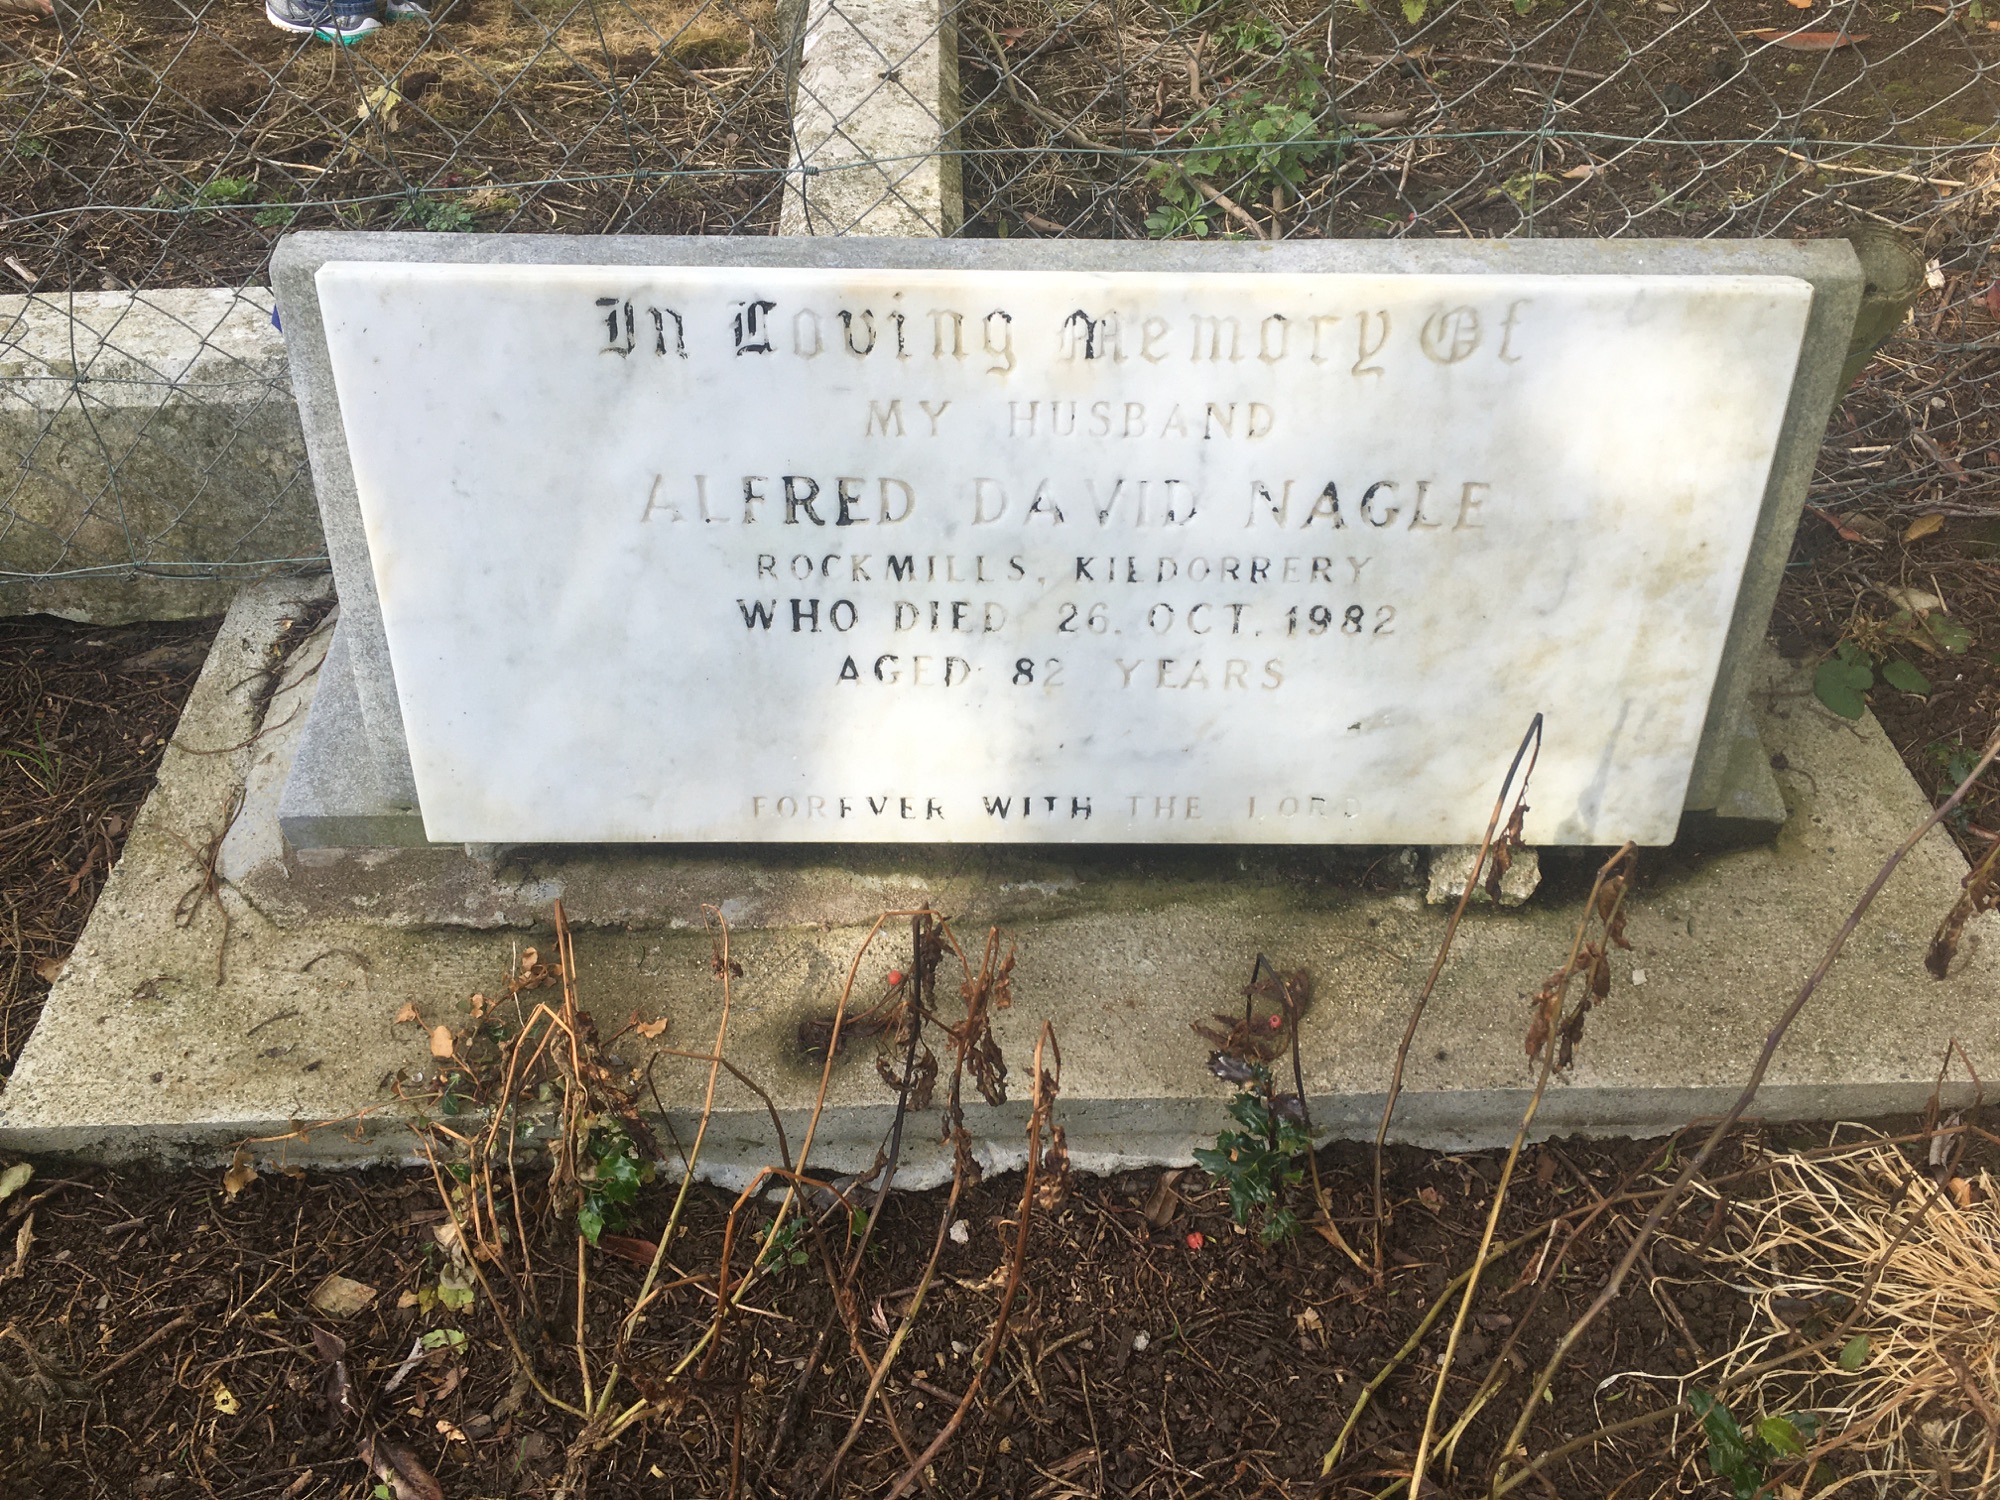 In Loving Memory Of
MY HUSBAND
ALFRED DAVID NAGLE
ROCKMILLS, KILDORRERY
WHO DIED 26. OCT. 1982
AGED 82 YEARS
FOREVER WITH THE LORD